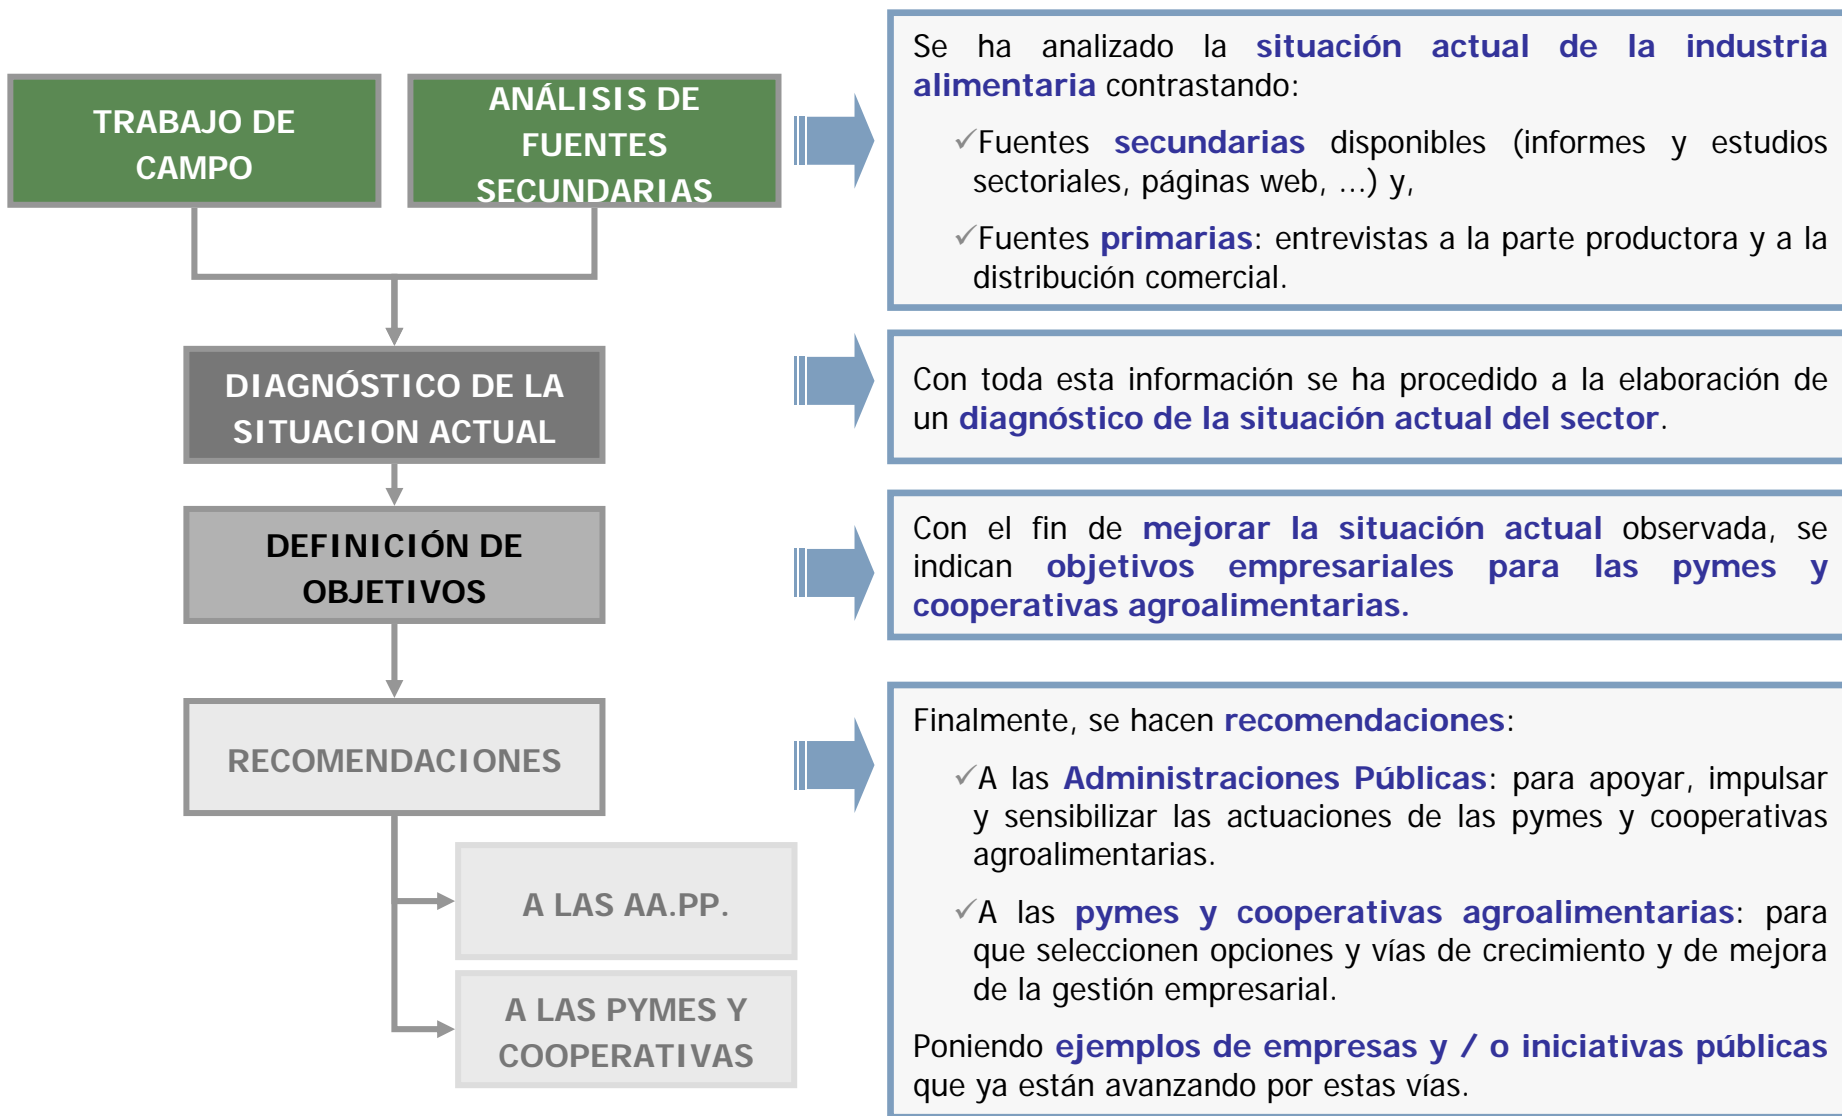 TRABAJO DE
CAMPO
ANÁLISIS DE
FUENTES
SECUNDARIAS
Se ha analizado la situación actual de la industria
alimentaria contrastando:
✓Fuentes secundarias disponibles (informes y estudios
sectoriales, páginas web, ...) y,
✓Fuentes primarias: entrevistas a la parte productora y a la
distribución comercial.
DIAGNÓSTICO DE LA
SITUACION ACTUAL
Con toda esta información se ha procedido a la elaboración de
un diagnóstico de la situación actual del sector.
DEFINICIÓN DE
OBJETIVOS
Con el fin de mejorar la situación actual observada, se
indican objetivos empresariales para las pymes y
cooperativas agroalimentarias.
RECOMENDACIONES
A LAS AA.PP.
A LAS PYMES Y
COOPERATIVAS
Finalmente, se hacen recomendaciones:
✓A las Administraciones Públicas: para apoyar, impulsar
y sensibilizar las actuaciones de las pymes y cooperativas
agroalimentarias.
✓A las pymes y cooperativas agroalimentarias: para
que seleccionen opciones y vías de crecimiento y de mejora
de la gestión empresarial.
Poniendo ejemplos de empresas y / o iniciativas públicas
que ya están avanzando por estas vías.